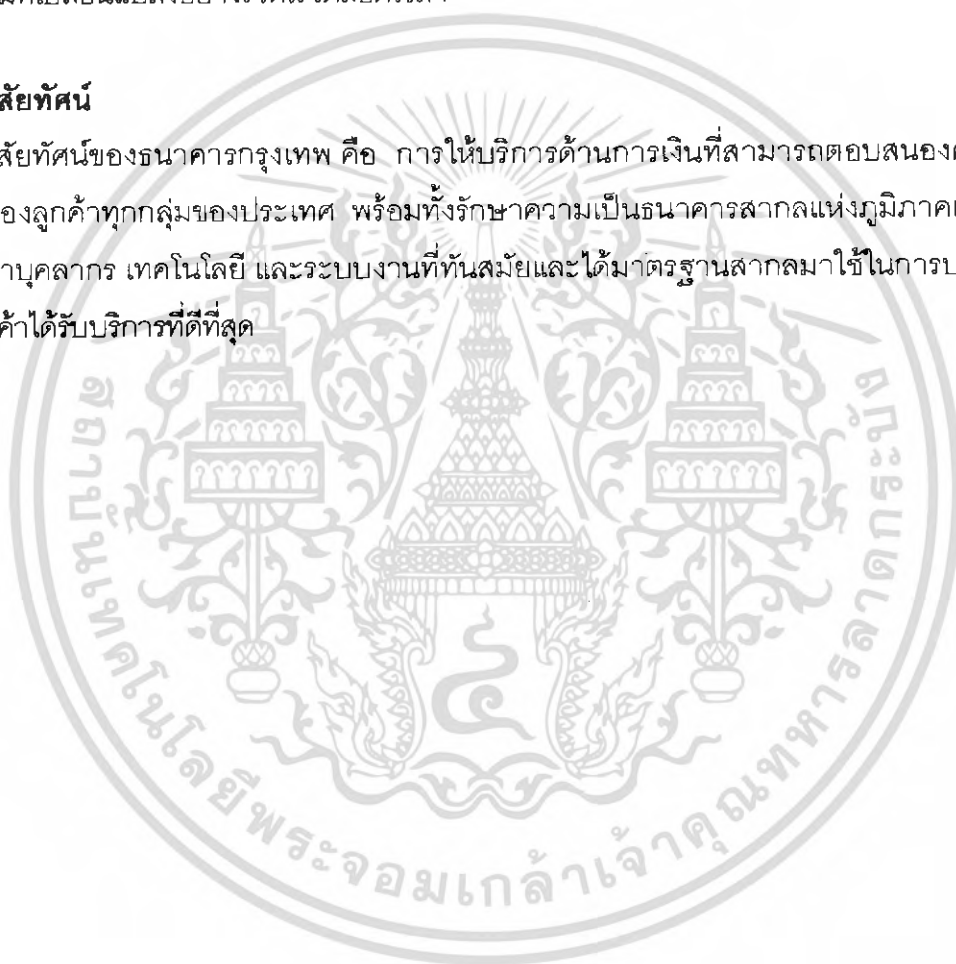 สัยทัศน์
สัยทัศน์ของธนาคารกรุงเทพ คือ การให้บริการด้านการเงินที่สามารถตอบสนอง
องลูกค้าทุกกลุ่มของประเทศ พร้อมทั้งรักษาความเป็นธนาคารสากลแห่งภูมิภาค
าบุคลากร เทคโนโลยี และระบบงานที่ทันสมัยและได้มาตรฐานสากลมาใช้ในการบ
ค้าได้รับบริการที่ดีที่สุด
สถาบันเทคโนโลยีพระจอมเกล้าเจ้าคุณทหารลาดกระบัง
๔